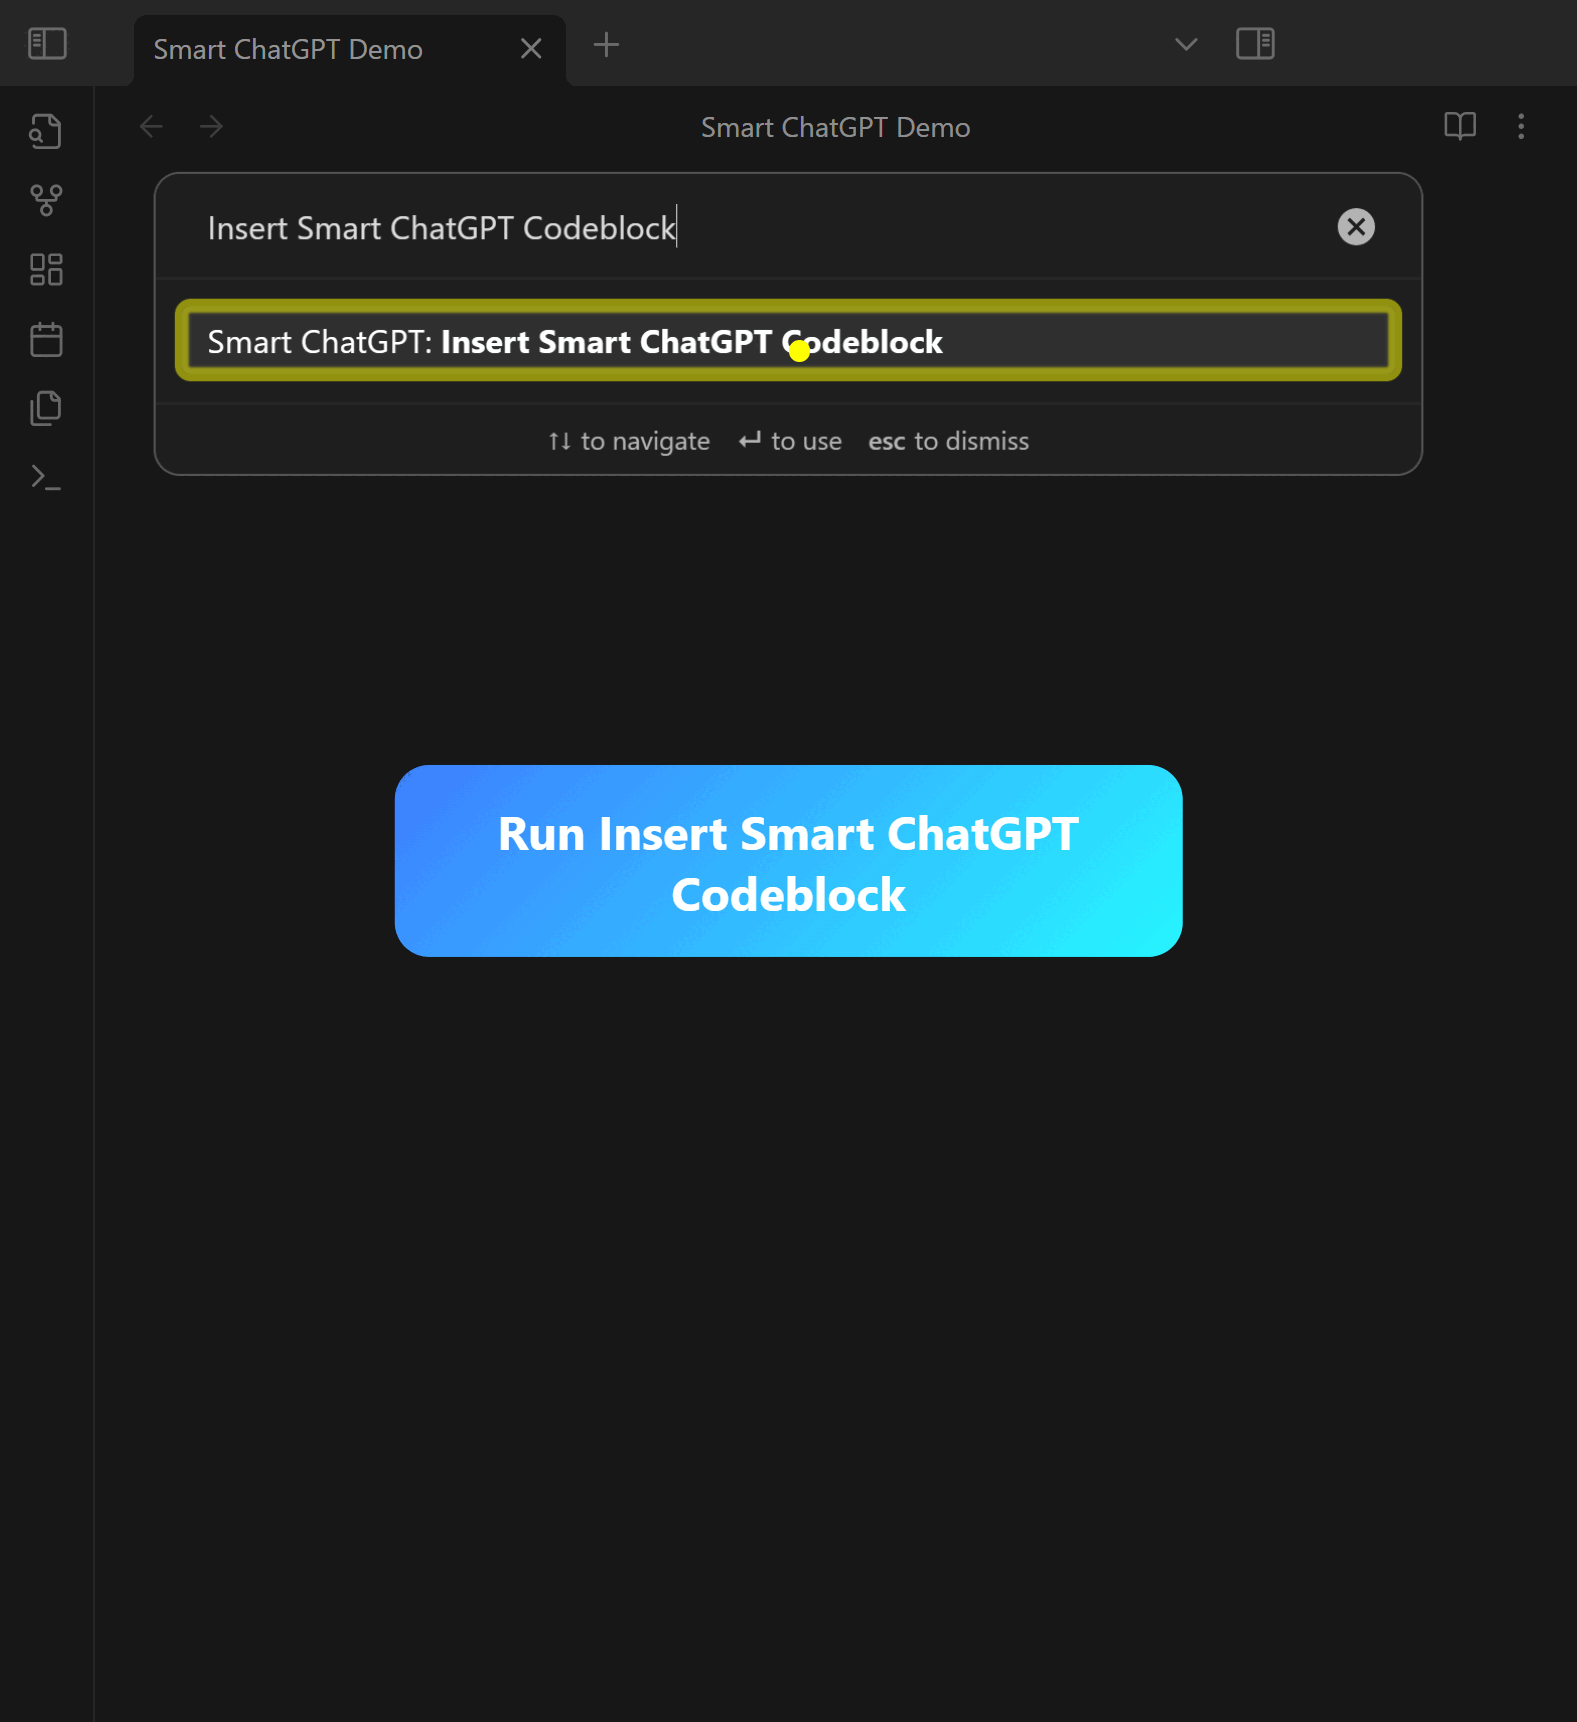 Smart ChatGPT Demo
Smart ChatGPT Demo
Insert Smart ChatGPT Codeblock
Smart ChatGPT: Insert Smart ChatGPT Codeblock
↑↓ to navigate ↵ to use esc to dismiss
Run Insert Smart ChatGPT
Codeblock